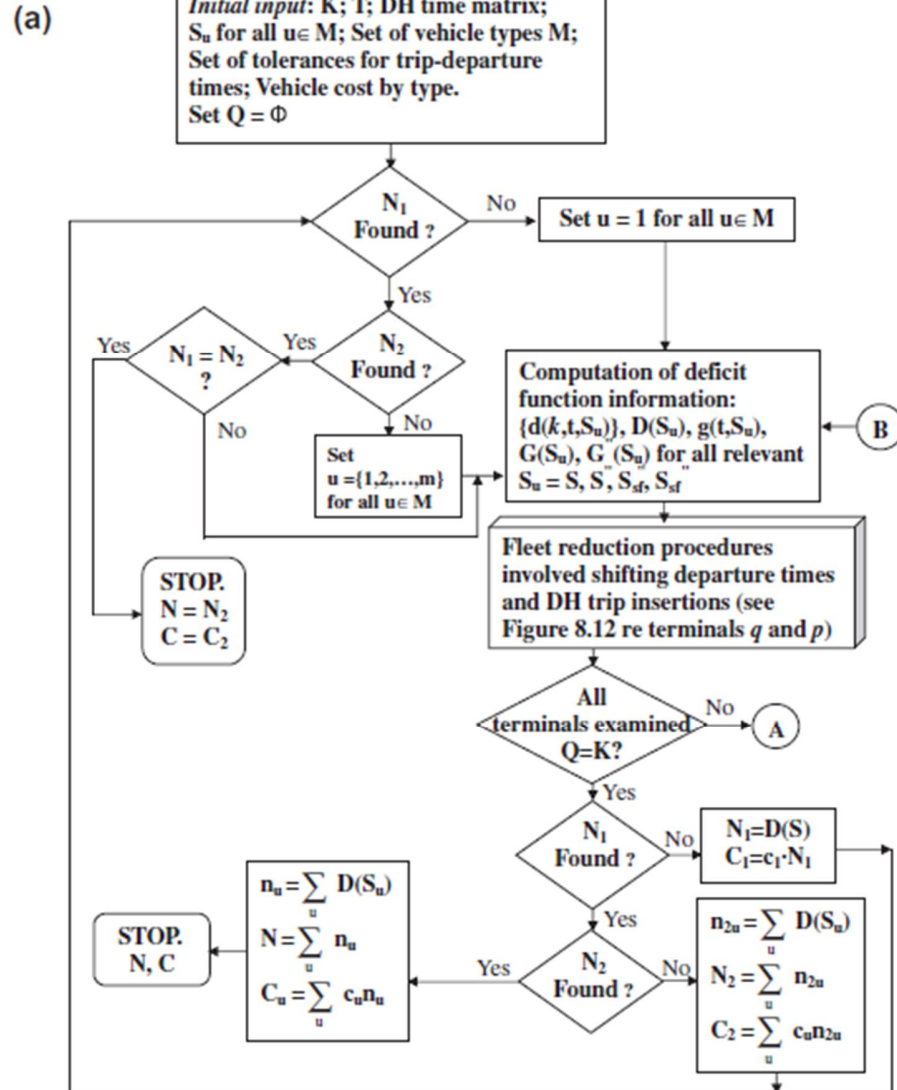 (a)
Initial input: K; T; DH time matrix;
Sᵤ for all u∈ M; Set of vehicle types M;
Set of tolerances for trip-departure
times; Vehicle cost by type.
Set Q = Φ
N₁
Found ?
No
Set u = 1 for all u∈ M
Yes
N₂
Found ?
Yes
N₁ = N₂
?
Yes
No
No
Set
u ={1,2,...,m}
for all u∈ M
Computation of deficit
function information:
{d(k,t,Sᵤ)}, D(Sᵤ), g(t,Sᵤ),
G(Sᵤ), G''(Sᵤ) for all relevant
Sᵤ = S, S'', S_sf, S_sf''
B
STOP.
N = N₂
C = C₂
Fleet reduction procedures
involved shifting departure times
and DH trip insertions (see
Figure 8.12 re terminals q and p)
All
terminals examined
Q=K?
No
A
Yes
N₁
Found ?
No
N₁=D(S)
C₁=c₁·N₁
Yes
N₂
Found ?
No
n₂ᵤ=∑ D(Sᵤ)
u
N₂=∑ n₂ᵤ
u
C₂=∑ cᵤn₂ᵤ
u
Yes
nᵤ=∑ D(Sᵤ)
u
N=∑ nᵤ
u
Cᵤ=∑ cᵤnᵤ
u
STOP.
N, C